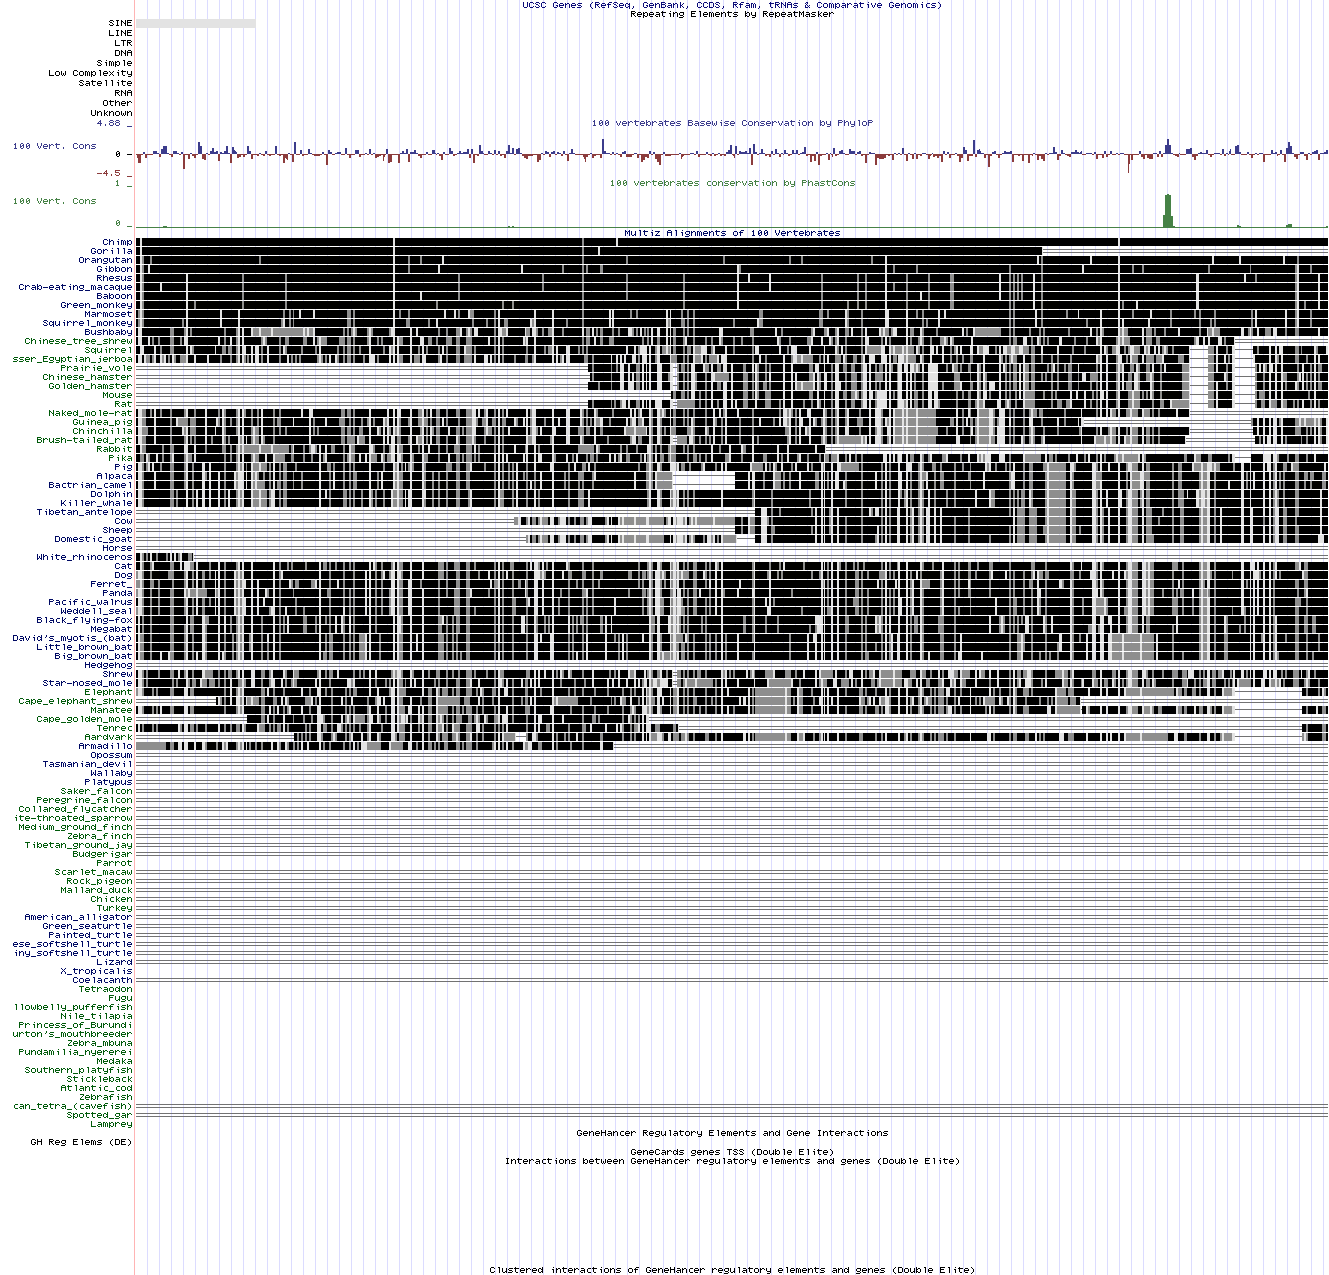 UCSC Genes (RefSeq, GenBank, CCDS, Rfam, tRNAs & Comparative Genomics)
Repeating Elements by RepeatMasker
SINE
LINE
LTR
DNA
Simple
Low Complexity
Satellite
RNA
Other
Unknown
100 vertebrates Basewise Conservation by PhyloP
4.88 _
100 Vert. Cons
0 -
-4.5 _
100 vertebrates conservation by PhastCons
1 _
100 Vert. Cons
0 _
Multiz Alignments of 100 Vertebrates
Chimp
Gorilla
Orangutan
Gibbon
Rhesus
Crab-eating_macaque
Baboon
Green_monkey
Marmoset
Squirrel_monkey
Bushbaby
Chinese_tree_shrew
Squirrel
sser_Egyptian_jerboa
Prairie_vole
Chinese_hamster
Golden_hamster
Mouse
Rat
Naked_mole-rat
Guinea_pig
Chinchilla
Brush-tailed_rat
Rabbit
Pika
Pig
Alpaca
Bactrian_camel
Dolphin
Killer_whale
Tibetan_antelope
Cow
Sheep
Domestic_goat
Horse
White_rhinoceros
Cat
Dog
Ferret_
Panda
Pacific_walrus
Weddell_seal
Black_flying-fox
Megabat
David's_myotis_(bat)
Little_brown_bat
Big_brown_bat
Hedgehog
Shrew
Star-nosed_mole
Elephant
Cape_elephant_shrew
Manatee
Cape_golden_mole
Tenrec
Aardvark
Armadillo
Opossum
Tasmanian_devil
Wallaby
Platypus
Saker_falcon
Peregrine_falcon
Collared_flycatcher
ite-throated_sparrow
Medium_ground_finch
Zebra_finch
Tibetan_ground_jay
Budgerigar
Parrot
Scarlet_macaw
Rock_pigeon
Mallard_duck
Chicken
Turkey
American_alligator
Green_seaturtle
Painted_turtle
ese_softshell_turtle
iny_softshell_turtle
Lizard
X_tropicalis
Coelacanth
Tetraodon
Fugu
llowbelly_pufferfish
Nile_tilapia
Princess_of_Burundi
urton's_mouthbreeder
Zebra_mbuna
Pundamilia_nyererei
Medaka
Southern_platyfish
Stickleback
Atlantic_cod
Zebrafish
can_tetra_(cavefish)
Spotted_gar
Lamprey
GeneHancer Regulatory Elements and Gene Interactions
GH Reg Elems (DE)
GeneCards genes TSS (Double Elite)
Interactions between GeneHancer regulatory elements and genes (Double Elite)
Clustered interactions of GeneHancer regulatory elements and genes (Double Elite)